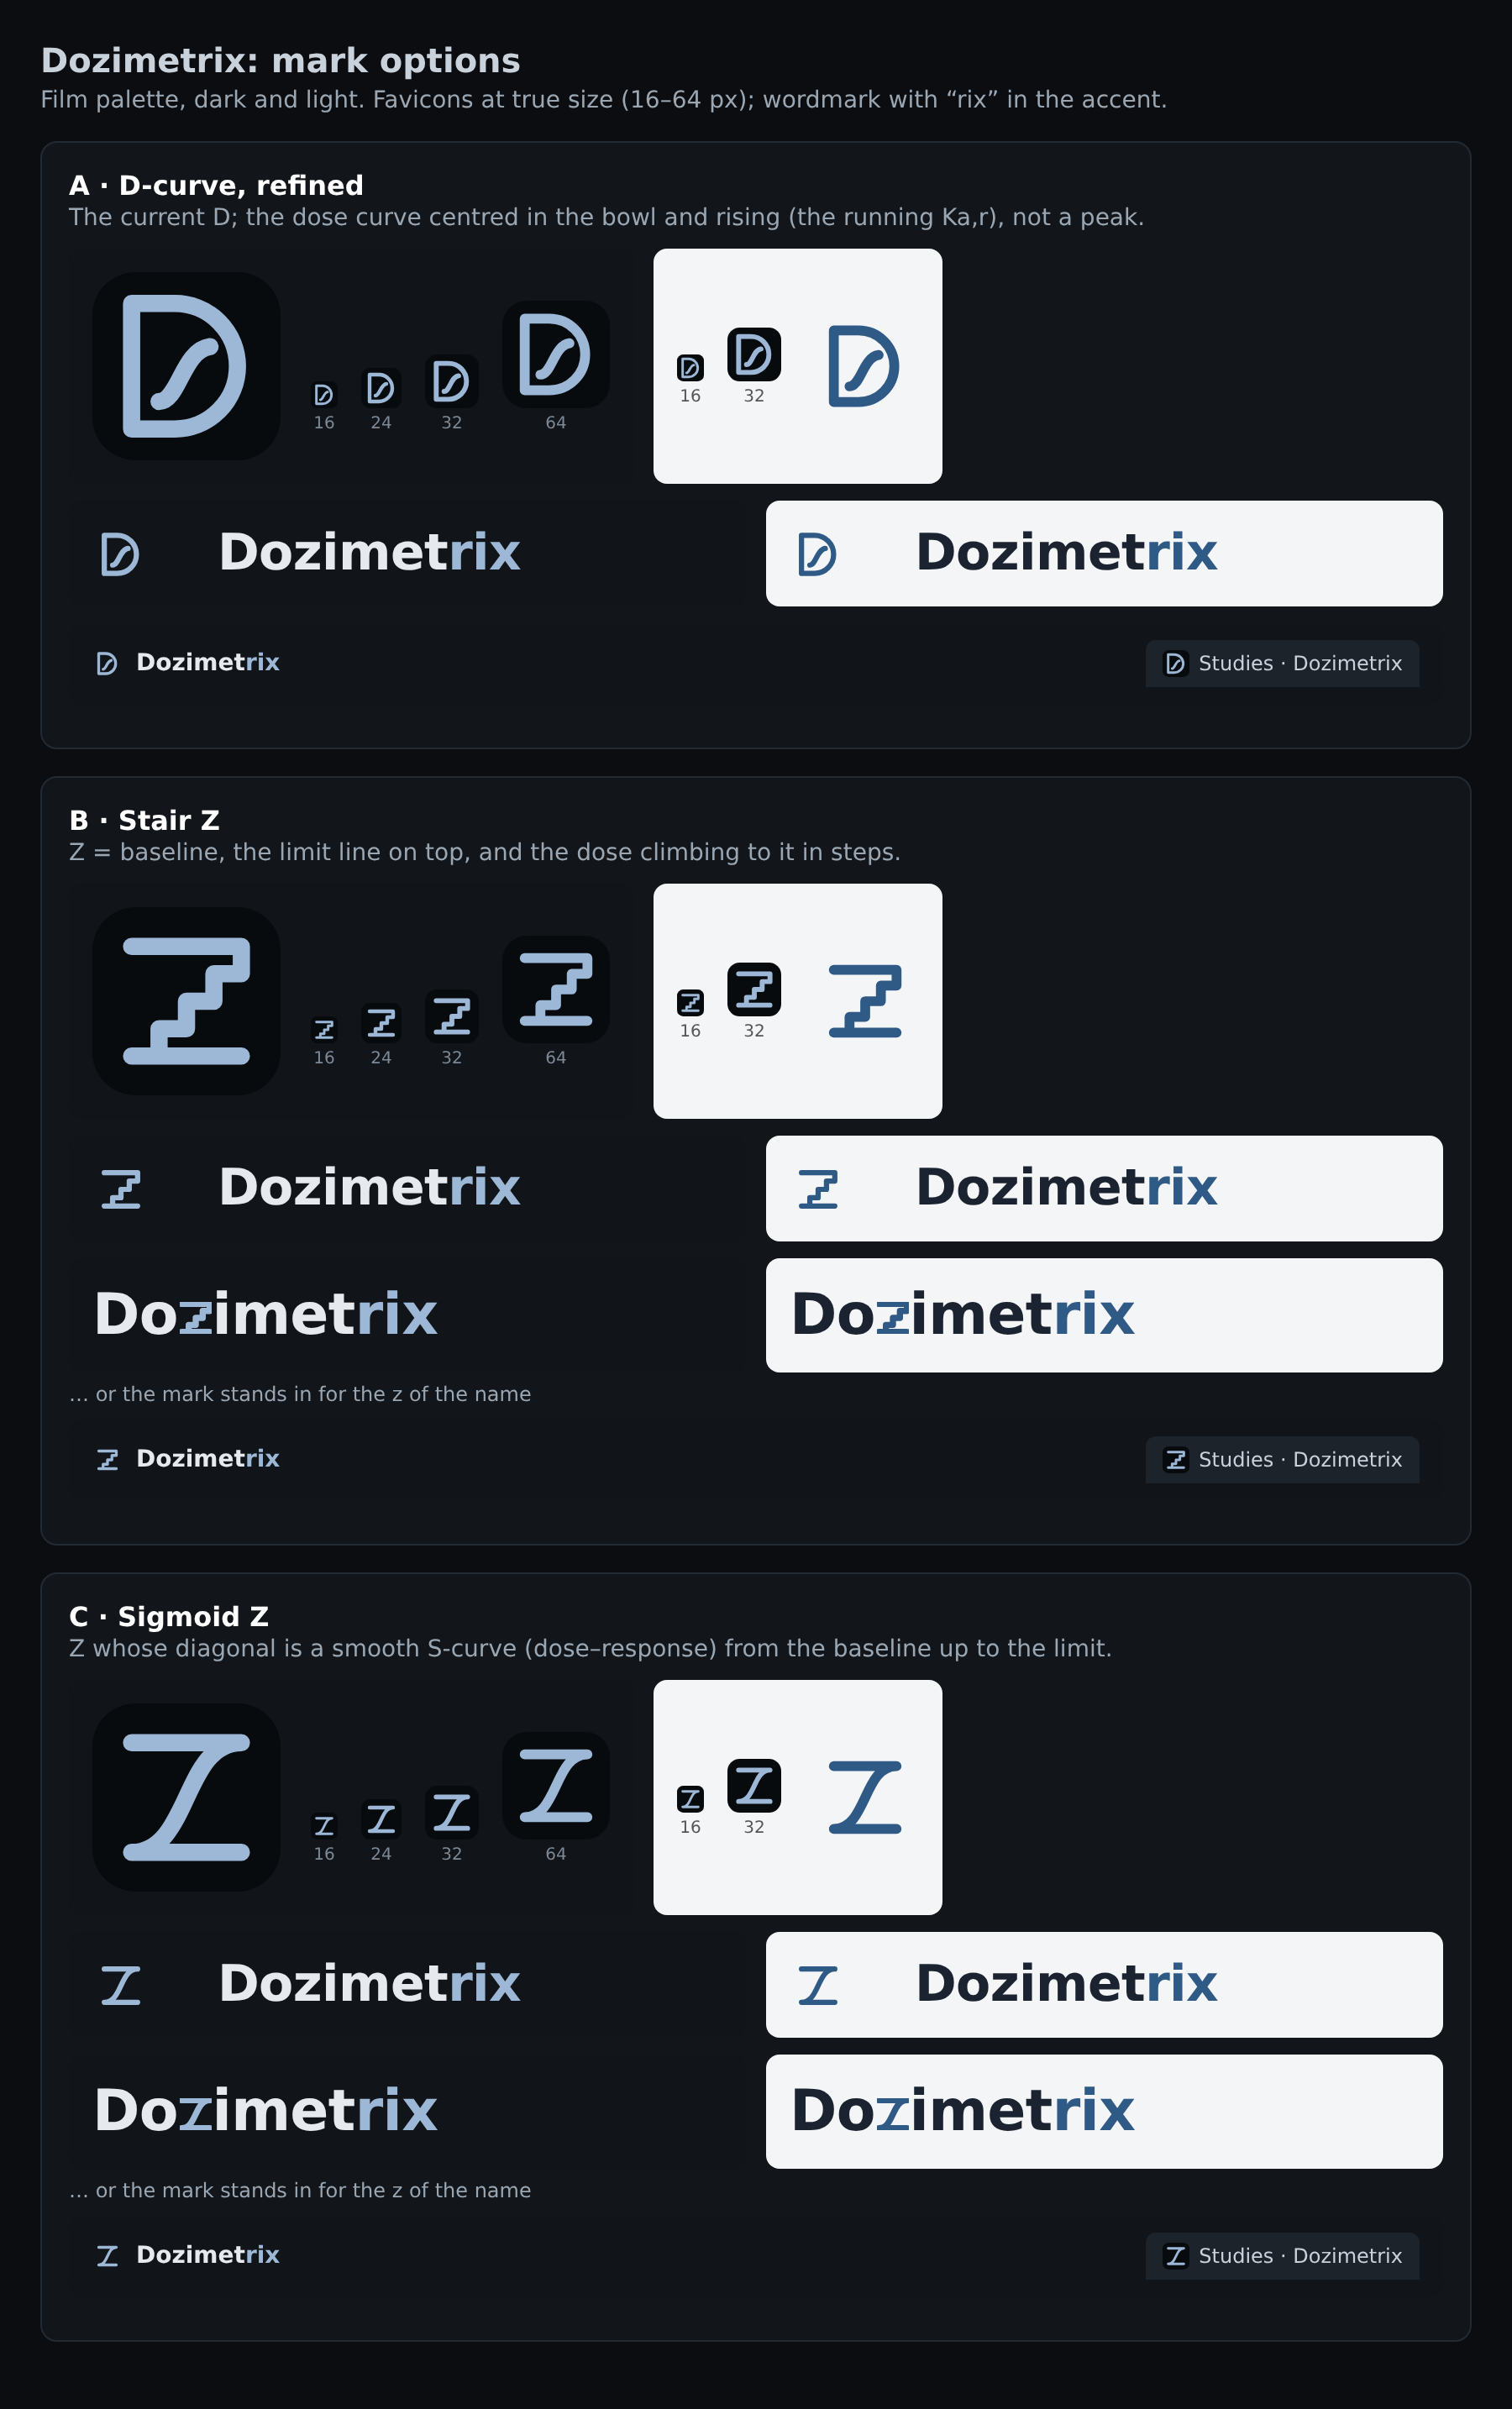 Dozimetrix: mark options
Film palette, dark and light. Favicons at true size (16–64 px); wordmark with “rix” in the accent.
A · D-curve, refined
The current D; the dose curve centred in the bowl and rising (the running Ka,r), not a peak.
16 24 32 64 16 32
Dozimetrix Dozimetrix
Dozimetrix Studies · Dozimetrix
B · Stair Z
Z = baseline, the limit line on top, and the dose climbing to it in steps.
16 24 32 64 16 32
Dozimetrix Dozimetrix
Dozimetrix Dozimetrix
... or the mark stands in for the z of the name
Dozimetrix Studies · Dozimetrix
C · Sigmoid Z
Z whose diagonal is a smooth S-curve (dose–response) from the baseline up to the limit.
16 24 32 64 16 32
Dozimetrix Dozimetrix
Dozimetrix Dozimetrix
... or the mark stands in for the z of the name
Dozimetrix Studies · Dozimetrix